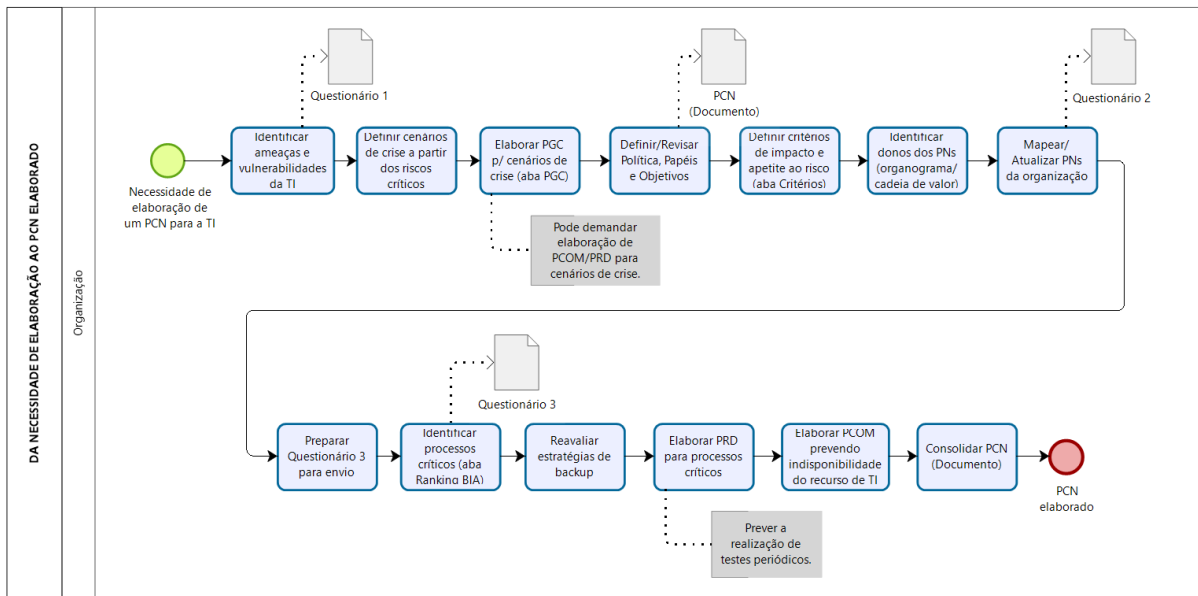 DA NECESSIDADE DE ELABORAÇÃO AO PCN ELABORADO
Organização
Questionário 1
PCN
(Documento)
Questionário 2
Necessidade de
elaboração de
um PCN para a TI
Identificar
ameaças e
vulnerabilidades
da TI
Definir cenários
de crise a partir
dos riscos
críticos
Elaborar PGC
p/ cenários de
crise (aba PGC)
Definir/Revisar
Política, Papéis
e Objetivos
Definir critérios
de impacto e
apetite ao risco
(aba Critérios)
Identificar
donos dos PNs
(organograma/
cadeia de valor)
Mapear/
Atualizar PNs
da organização
Pode demandar
elaboração de
PCOM/PRD para
cenários de crise.
Questionário 3
Preparar
Questionário 3
para envio
Identificar
processos
críticos (aba
Ranking BIA)
Reavaliar
estratégias de
backup
Elaborar PRD
para processos
críticos
Elaborar PCOM
prevendo
indisponibilidade
do recurso de TI
Consolidar PCN
(Documento)
PCN
elaborado
Prever a
realização de
testes periódicos.